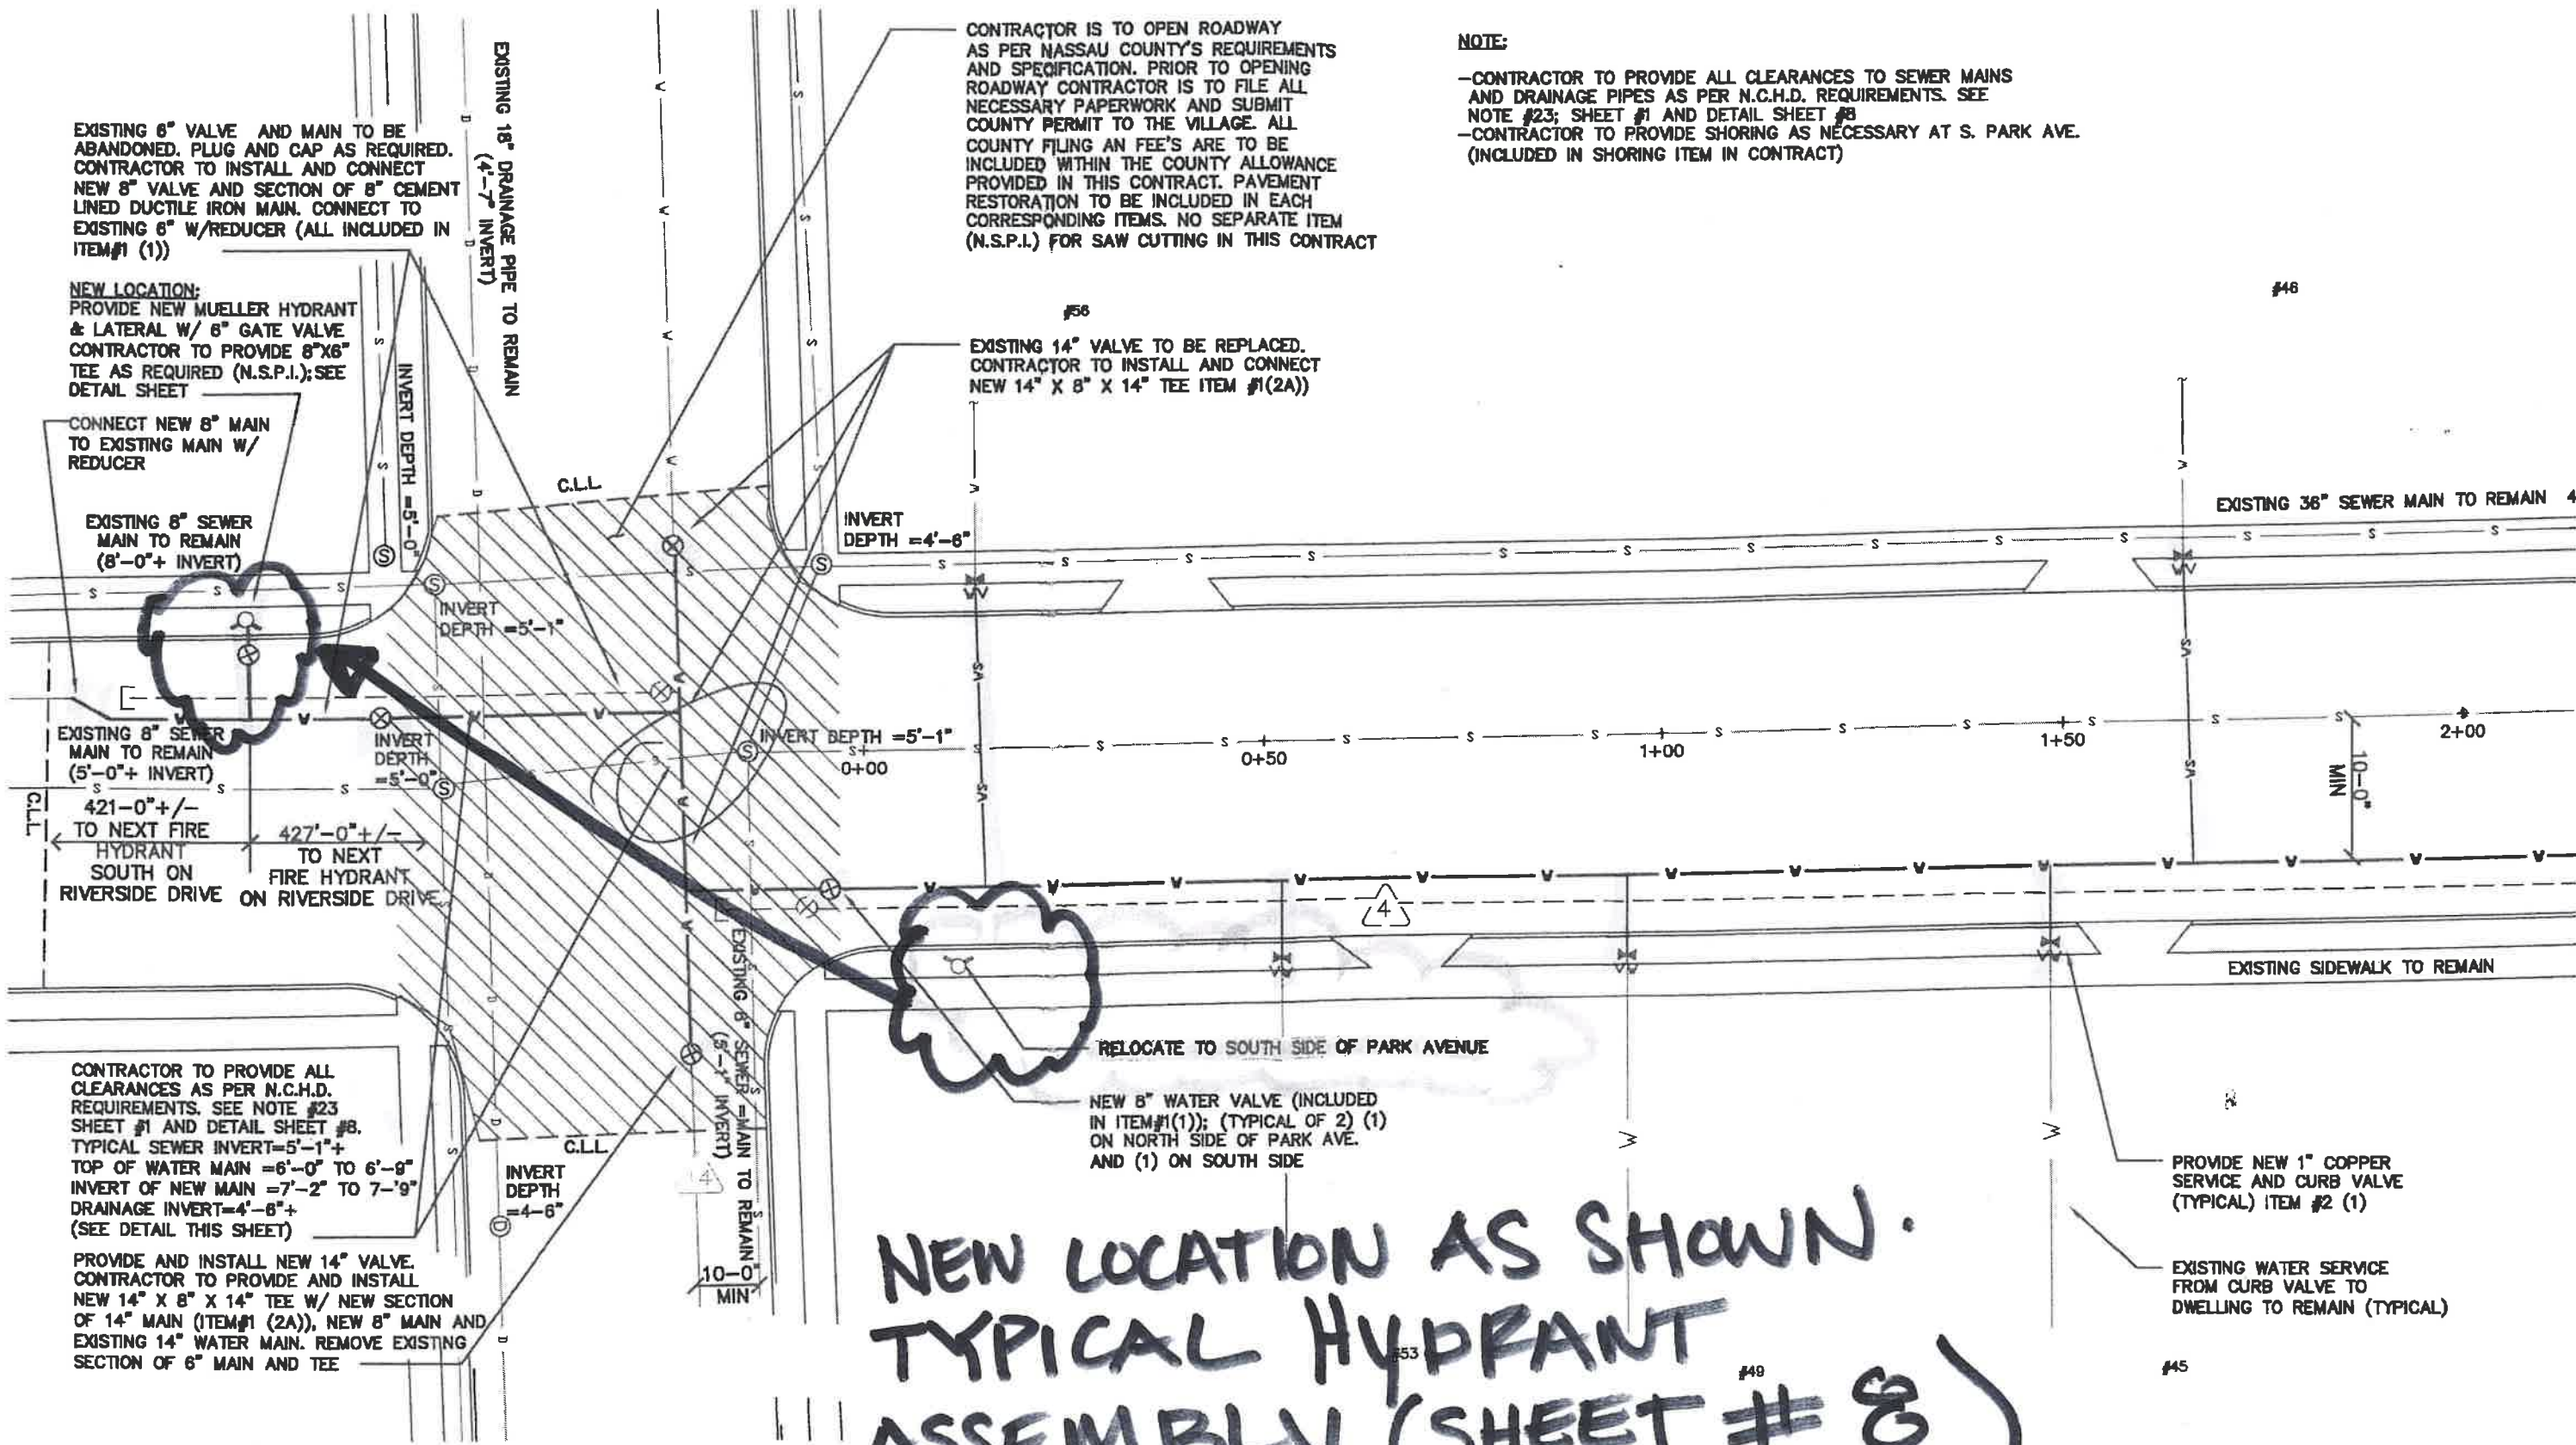 EXISTING 6" VALVE AND MAIN TO BE
ABANDONED. PLUG AND CAP AS REQUIRED.
CONTRACTOR TO INSTALL AND CONNECT
NEW 8" VALVE AND SECTION OF 8" CEMENT
LINED DUCTILE IRON MAIN. CONNECT TO
EXISTING 6" W/REDUCER (ALL INCLUDED IN
ITEM#1 (1))
NEW LOCATION:
PROVIDE NEW MUELLER HYDRANT
& LATERAL W/ 6" GATE VALVE
CONTRACTOR TO PROVIDE 8"X6"
TEE AS REQUIRED (N.S.P.I.);SEE
DETAIL SHEET
CONNECT NEW 8" MAIN
TO EXISTING MAIN W/
REDUCER
EXISTING 8" SEWER
MAIN TO REMAIN
(8'-0"+ INVERT)
EXISTING 18" DRAINAGE PIPE TO REMAIN
(4'-7" INVERT)
INVERT DEPTH =5'-0"
CONTRACTOR IS TO OPEN ROADWAY
AS PER NASSAU COUNTY'S REQUIREMENTS
AND SPECIFICATION. PRIOR TO OPENING
ROADWAY CONTRACTOR IS TO FILE ALL
NECESSARY PAPERWORK AND SUBMIT
COUNTY PERMIT TO THE VILLAGE. ALL
COUNTY FILING AN FEE'S ARE TO BE
INCLUDED WITHIN THE COUNTY ALLOWANCE
PROVIDED IN THIS CONTRACT. PAVEMENT
RESTORATION TO BE INCLUDED IN EACH
CORRESPONDING ITEMS. NO SEPARATE ITEM
(N.S.P.I.) FOR SAW CUTTING IN THIS CONTRACT
NOTE:
-CONTRACTOR TO PROVIDE ALL CLEARANCES TO SEWER MAINS
AND DRAINAGE PIPES AS PER N.C.H.D. REQUIREMENTS. SEE
NOTE #23; SHEET #1 AND DETAIL SHEET #8
-CONTRACTOR TO PROVIDE SHORING AS NECESSARY AT S. PARK AVE.
(INCLUDED IN SHORING ITEM IN CONTRACT)
#56
#46
EXISTING 14" VALVE TO BE REPLACED.
CONTRACTOR TO INSTALL AND CONNECT
NEW 14" X 8" X 14" TEE ITEM #1(2A))
C.L.L.
INVERT
DEPTH =4'-6"
EXISTING 36" SEWER MAIN TO REMAIN 4
INVERT
DEPTH =5'-1"
INVERT DEPTH =5'-1"
0+00
0+50
1+00
1+50
2+00
10-0"
MIN
EXISTING 8" SEWER
MAIN TO REMAIN
(5'-0"+ INVERT)
INVERT
DEPTH
=5'-0"
C.L.L.
421-0"+/-
TO NEXT FIRE
HYDRANT
SOUTH ON
RIVERSIDE DRIVE
427'-0"+/-
TO NEXT
FIRE HYDRANT
ON RIVERSIDE DRIVE
4
EXISTING SIDEWALK TO REMAIN
EXISTING 8" SEWER =MAIN TO REMAIN
(5'-1" INVERT)
RELOCATE TO SOUTH SIDE OF PARK AVENUE
NEW 8" WATER VALVE (INCLUDED
IN ITEM#1(1)); (TYPICAL OF 2) (1)
ON NORTH SIDE OF PARK AVE.
AND (1) ON SOUTH SIDE
CONTRACTOR TO PROVIDE ALL
CLEARANCES AS PER N.C.H.D.
REQUIREMENTS. SEE NOTE #23
SHEET #1 AND DETAIL SHEET #8.
TYPICAL SEWER INVERT=5'-1"+
TOP OF WATER MAIN =6'-0" TO 6'-9"
INVERT OF NEW MAIN =7'-2" TO 7-'9"
DRAINAGE INVERT=4'-6"+
(SEE DETAIL THIS SHEET)
C.L.L.
INVERT
DEPTH
=4-6"
4
10-0"
MIN
PROVIDE AND INSTALL NEW 14" VALVE.
CONTRACTOR TO PROVIDE AND INSTALL
NEW 14" X 8" X 14" TEE W/ NEW SECTION
OF 14" MAIN (ITEM#1 (2A)), NEW 8" MAIN AND
EXISTING 14" WATER MAIN. REMOVE EXISTING
SECTION OF 6" MAIN AND TEE
PROVIDE NEW 1" COPPER
SERVICE AND CURB VALVE
(TYPICAL) ITEM #2 (1)
EXISTING WATER SERVICE
FROM CURB VALVE TO
DWELLING TO REMAIN (TYPICAL)
NEW LOCATION AS SHOWN.
TYPICAL HYDRANT
ASSEMBLY (SHEET # 8)
#53
#49
#45